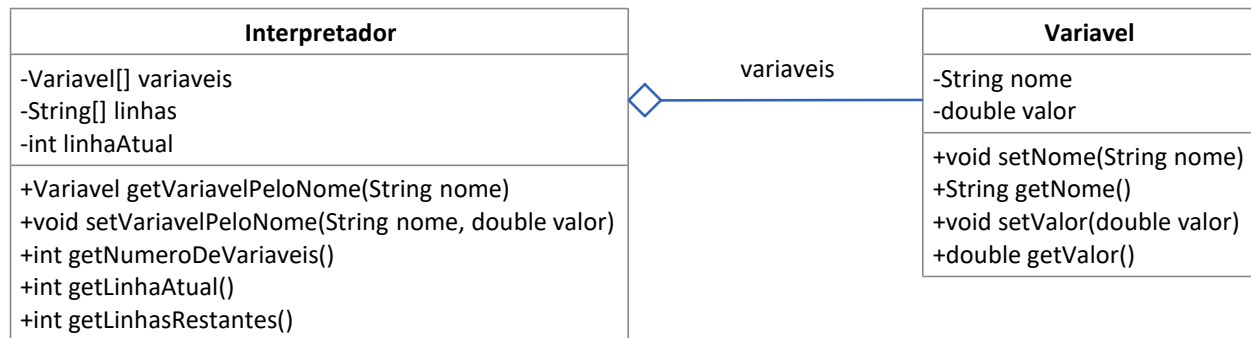 Interpretador
-Variavel[] variaveis
-String[] linhas
-int linhaAtual
+Variavel getVariavelPeloNome(String nome)
+void setVariavelPeloNome(String nome, double valor)
+int getNumeroDeVariaveis()
+int getLinhaAtual()
+int getLinhasRestantes()
variaveis
Variavel
-String nome
-double valor
+void setNome(String nome)
+String getNome()
+void setValor(double valor)
+double getValor()